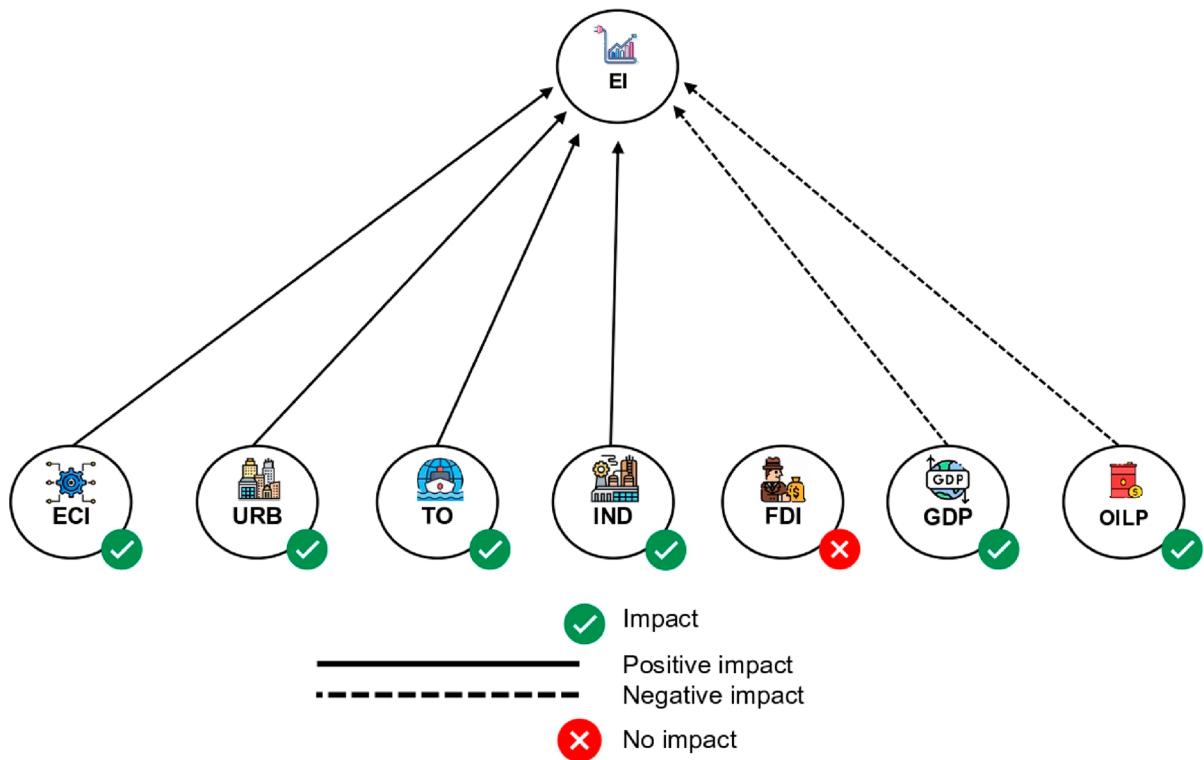 EI
ECI
URB
TO
IND
FDI
GDP
GDP
OILP
Impact
Positive impact
Negative impact
No impact